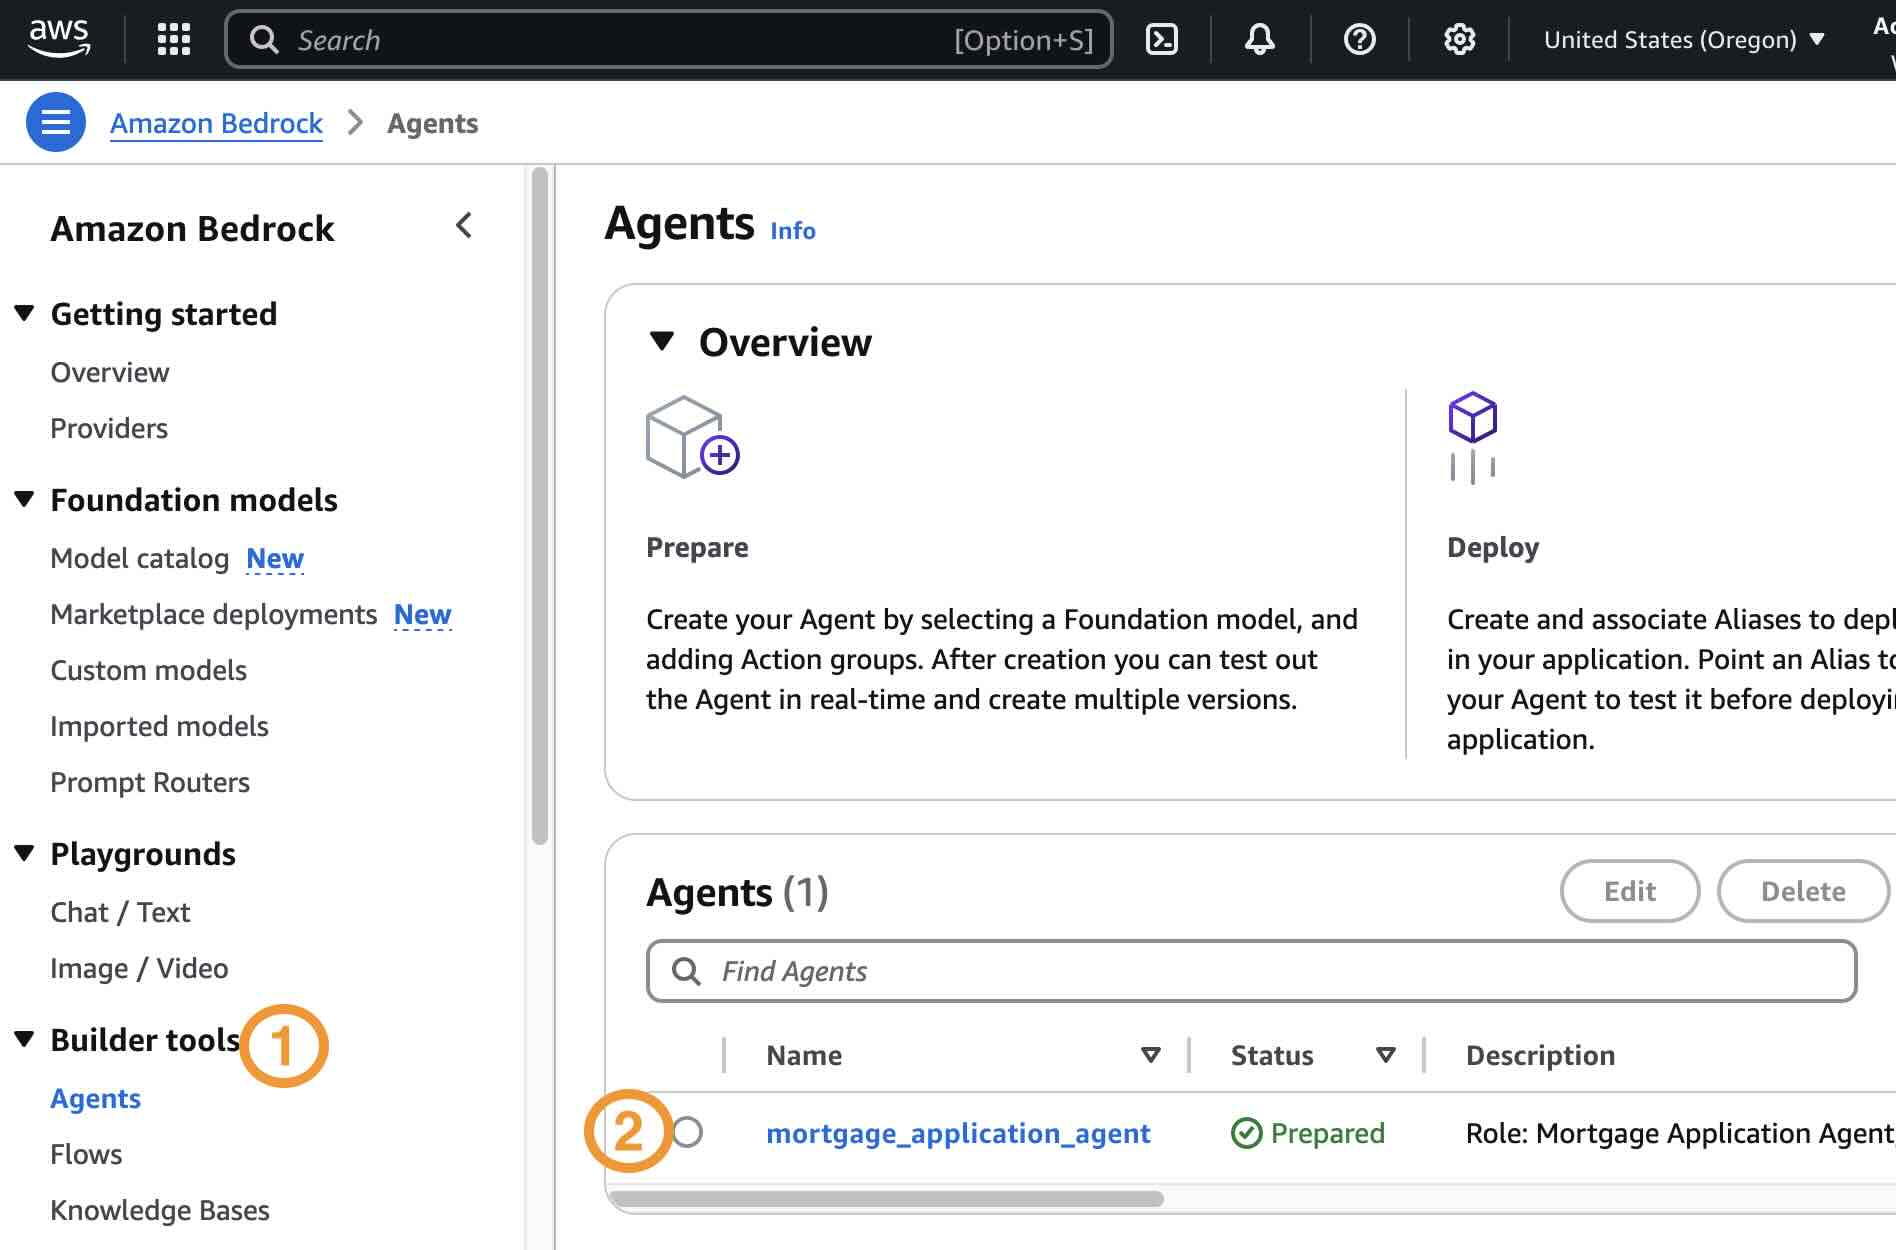 aws
Search [Option+S]
United States (Oregon)
Amazon Bedrock > Agents
Amazon Bedrock
Getting started
Overview
Providers
Foundation models
Model catalog New
Marketplace deployments New
Custom models
Imported models
Prompt Routers
Playgrounds
Chat / Text
Image / Video
Builder tools
1
Agents
Flows
Knowledge Bases
Agents Info
Overview
Prepare
Create your Agent by selecting a Foundation model, and
adding Action groups. After creation you can test out
the Agent in real-time and create multiple versions.
Deploy
Create and associate Aliases to
in your application. Point an Alias
your Agent to test it before
application.
Agents (1)
Edit
Delete
Find Agents
Name Status Description
2
mortgage_application_agent Prepared Role: Mortgage Application Agent,